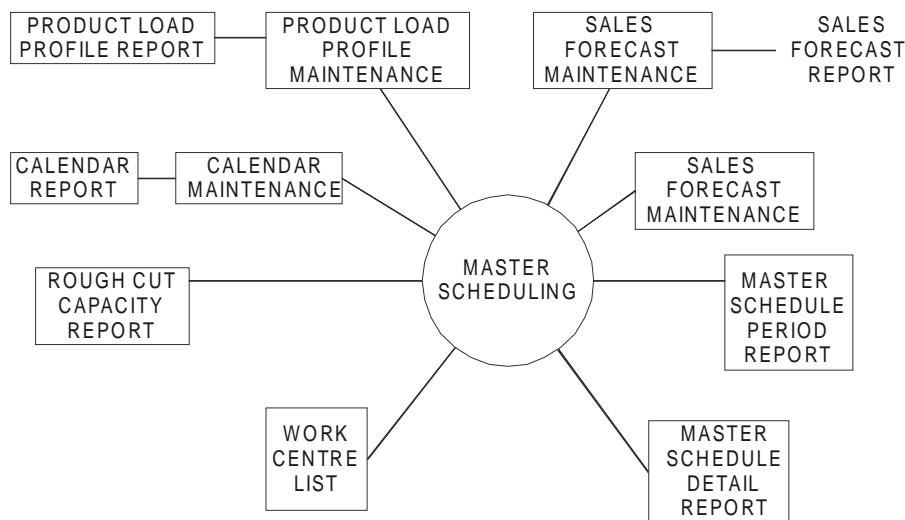 PRODUCT LOAD
PROFILE REPORT
PRODUCT LOAD
PROFILE
MAINTENANCE
SALES
FORECAST
MAINTENANCE
SALES
FORECAST
REPORT
CALENDAR
REPORT
CALENDAR
MAINTENANCE
SALES
FORECAST
MAINTENANCE
ROUGH CUT
CAPACITY
REPORT
MASTER
SCHEDULING
MASTER
SCHEDULE
PERIOD
REPORT
WORK
CENTRE
LIST
MASTER
SCHEDULE
DETAIL
REPORT